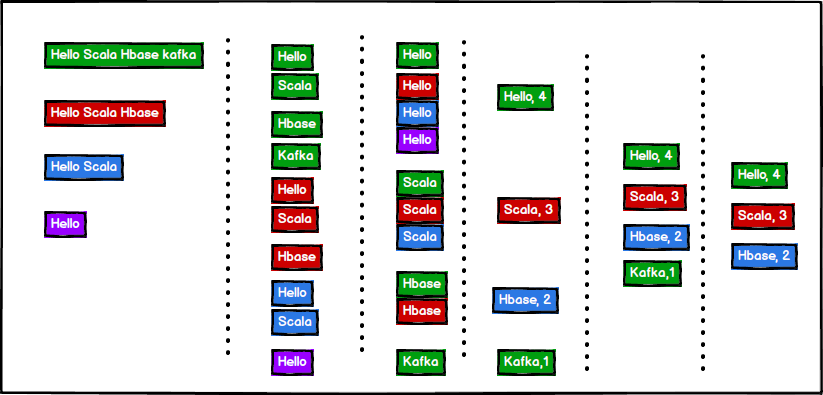 Hello Scala Hbase kafka
Hello Scala Hbase
Hello Scala
Hello
Hello
Scala
Hbase
Kafka
Hello
Scala
Hbase
Hello
Scala
Hello
Hello
Hello
Hello
Hello
Scala
Scala
Scala
Hbase
Hbase
Kafka
Hello, 4
Scala, 3
Hbase, 2
Kafka,1
Hello, 4
Scala, 3
Hbase, 2
Kafka,1
Hello, 4
Scala, 3
Hbase, 2